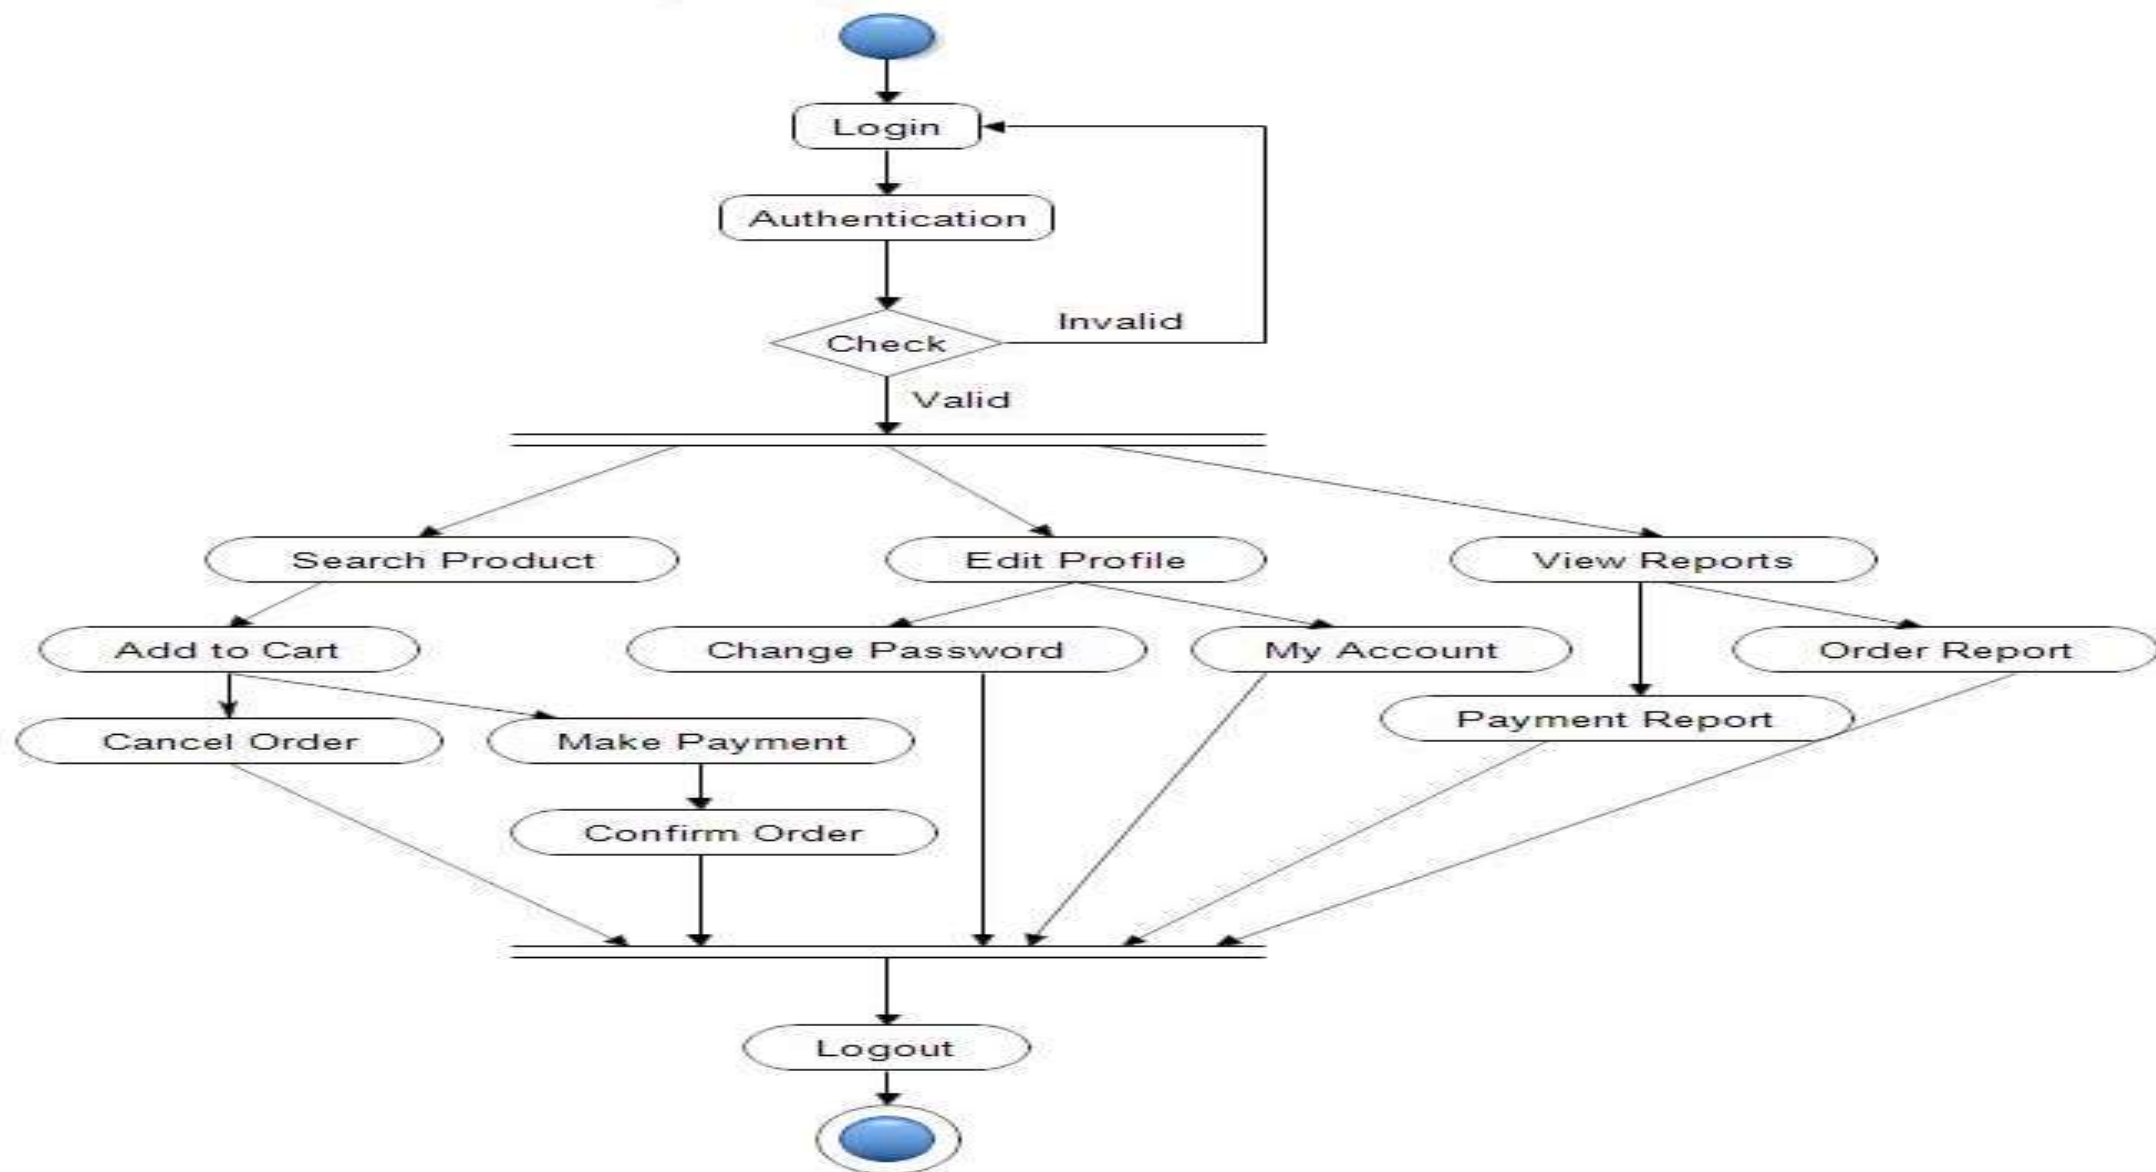 Login
Authentication
Invalid
Check
Valid
Search Product
Edit Profile
View Reports
Add to Cart
Change Password
My Account
Order Report
Payment Report
Cancel Order
Make Payment
Confirm Order
Logout